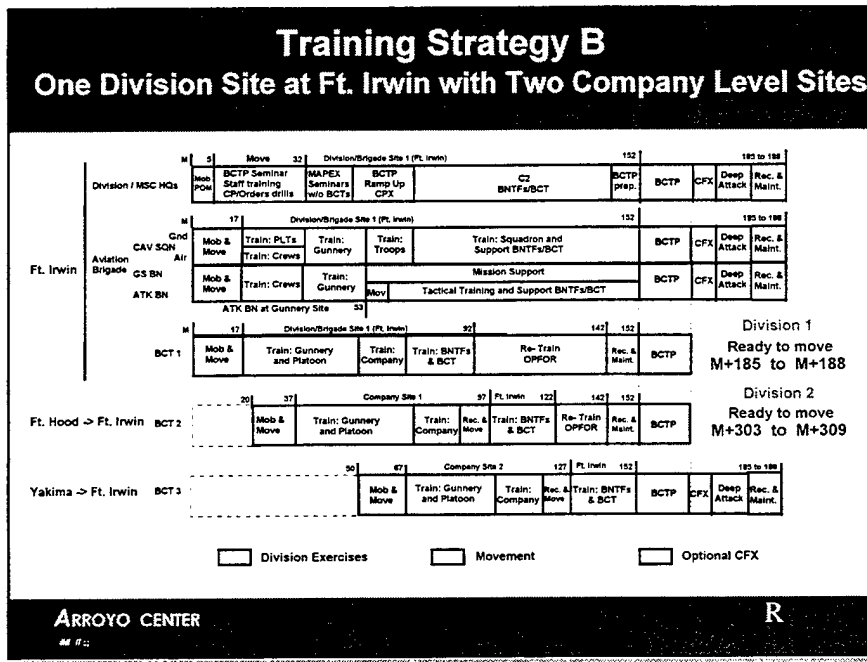 Training Strategy B
One Division Site at Ft. Irwin with Two Company Level Sites
M 5 Move 32 Division/Brigade Site 1 (Ft. Irwin) 152 185 to 188
Division / MSC HQs
Mob POM
BCTP Seminar
Staff training
CP/Orders drills
MAPEX
Seminars
w/o BCTs
BCTP
Ramp Up
CPX
C2
BNTFs/BCT
BCTP
prep.
BCTP
CFX
Deep
Attack
Rec. &
Maint.
M 17 Division/Brigade Site 1 (Ft. Irwin) 152 185 to 188
Ft. Irwin
Aviation
Brigade
Gnd
CAV SQN
Air
GS BN
ATK BN
Mob &
Move
Train: PLTs
Train: Crews
Train:
Gunnery
Train:
Troops
Train: Squadron and
Support BNTFs/BCT
BCTP
CFX
Deep
Attack
Rec. &
Maint.
Mob &
Move
Train: Crews
Train:
Gunnery
Mission Support
Mov
Tactical Training and Support BNTFs/BCT
BCTP
CFX
Deep
Attack
Rec. &
Maint.
ATK BN at Gunnery Site 53
M 17 Division/Brigade Site 1 (Ft. Irwin) 92 142 152
BCT 1
Mob &
Move
Train: Gunnery
and Platoon
Train:
Company
Train: BNTFs
& BCT
Re- Train
OPFOR
Rec. &
Maint.
BCTP
Division 1
Ready to move
M+185 to M+188
20 37 Company Site 1 97 Ft. Irwin 122 142 152
Ft. Hood -> Ft. Irwin BCT 2
Mob &
Move
Train: Gunnery
and Platoon
Train:
Company
Rec. &
Move
Train: BNTFs
& BCT
Re- Train
OPFOR
Rec. &
Maint.
BCTP
Division 2
Ready to move
M+303 to M+309
50 67 Company Site 2 127 Ft. Irwin 152 185 to 188
Yakima -> Ft. Irwin BCT 3
Mob &
Move
Train: Gunnery
and Platoon
Train:
Company
Rec. &
Move
Train: BNTFs
& BCT
BCTP
CFX
Deep
Attack
Rec. &
Maint.
Division Exercises Movement Optional CFX
ARROYO CENTER
R